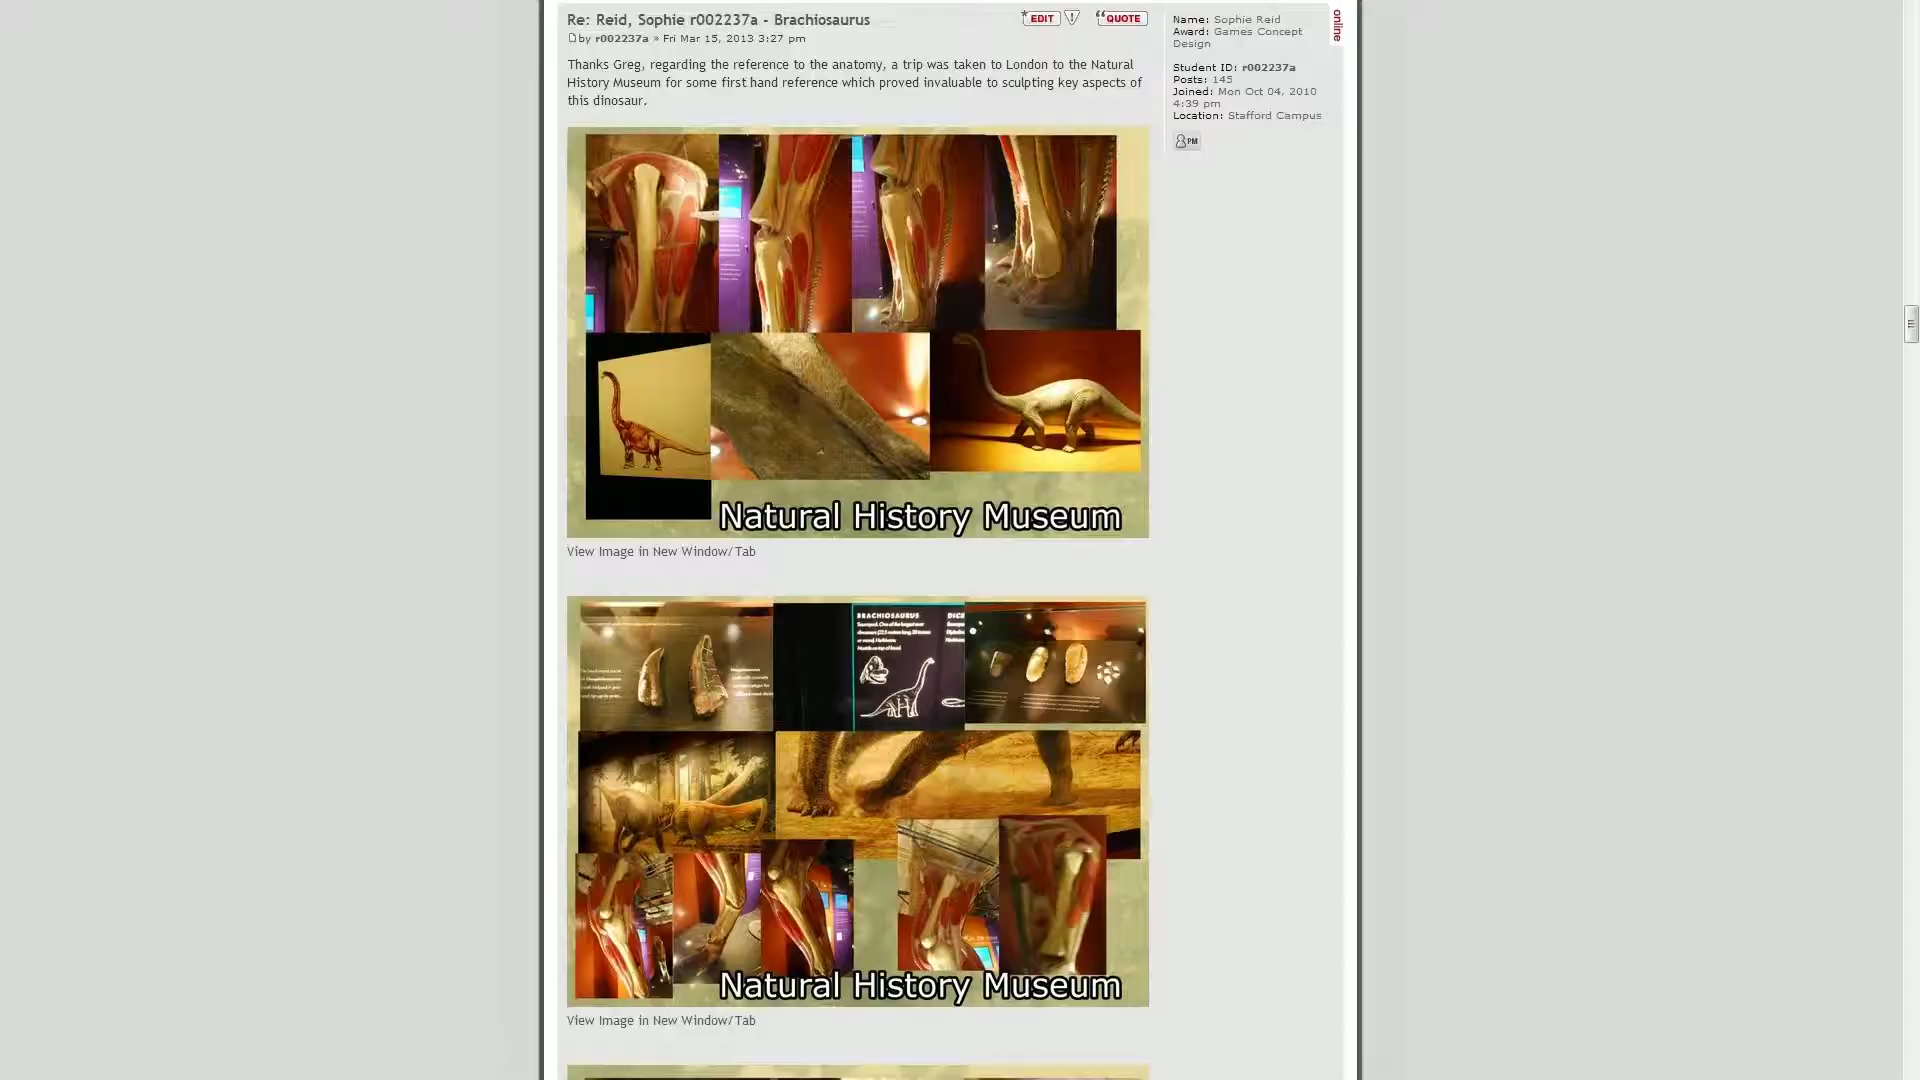 Re: Reid, Sophie r002237a - Brachiosaurus
EDIT
QUOTE
by r002237a » Fri Mar 15, 2013 3:27 pm
Thanks Greg, regarding the reference to the anatomy, a trip was taken to London to the Natural
History Museum for some first hand reference which proved invaluable to sculpting key aspects of
this dinosaur.
Name: Sophie Reid
Award: Games Concept
Design
Student ID: r002237a
Posts: 145
Joined: Mon Oct 04, 2010
4:39 pm
Location: Stafford Campus
PM
online
Natural History Museum
View Image in New Window/Tab
BRACHIOSAURUS
Natural History Museum
View Image in New Window/Tab